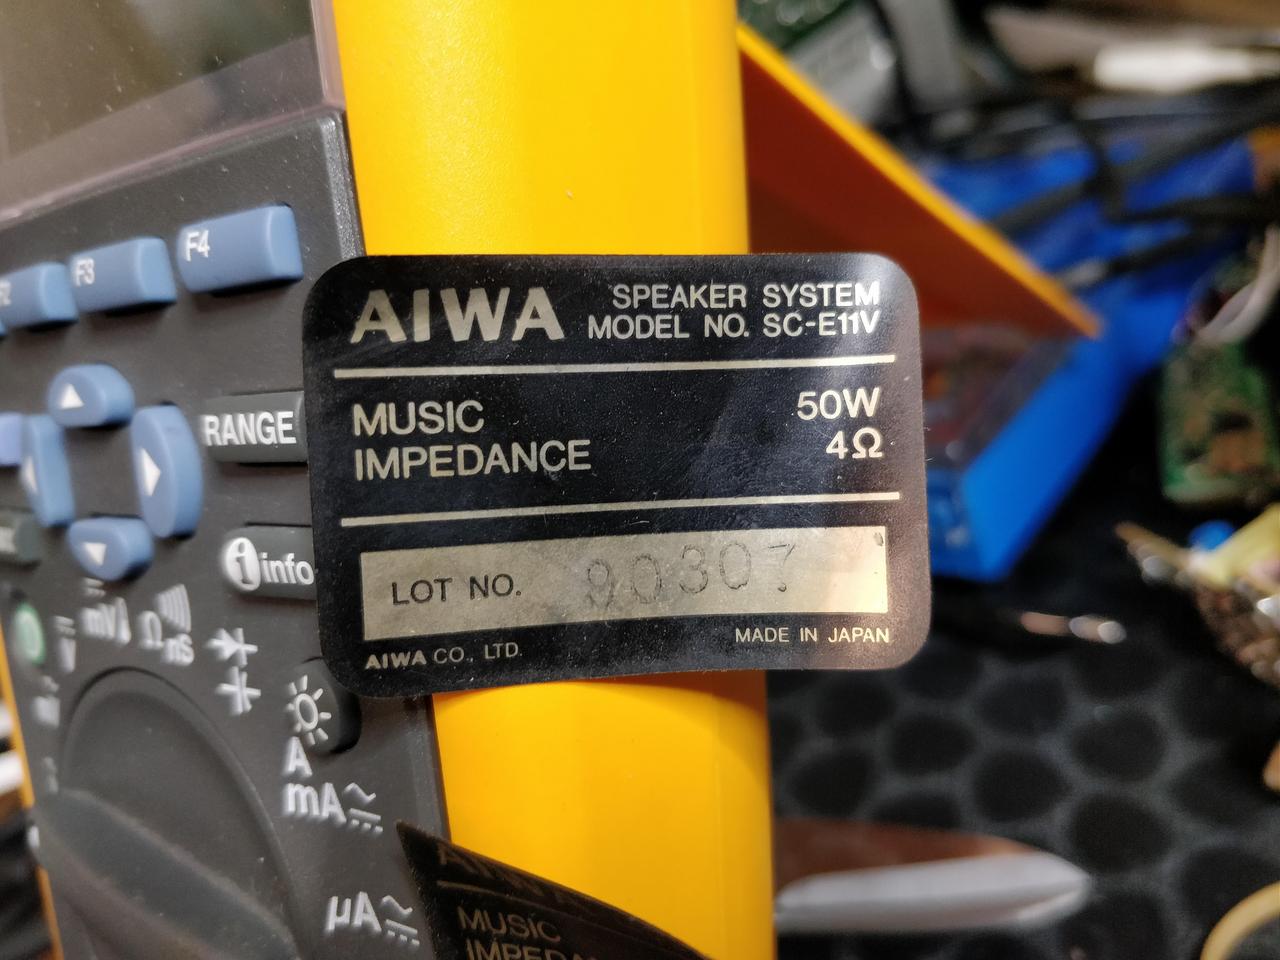 F2
F3
F4
RANGE
info
mV
Ω
nS
V
A
mA
µA
AIWA
SPEAKER SYSTEM
MODEL NO. SC-E11V
MUSIC 50W
IMPEDANCE 4Ω
LOT NO. 90307
AIWA CO., LTD.
MADE IN JAPAN
MUSIC